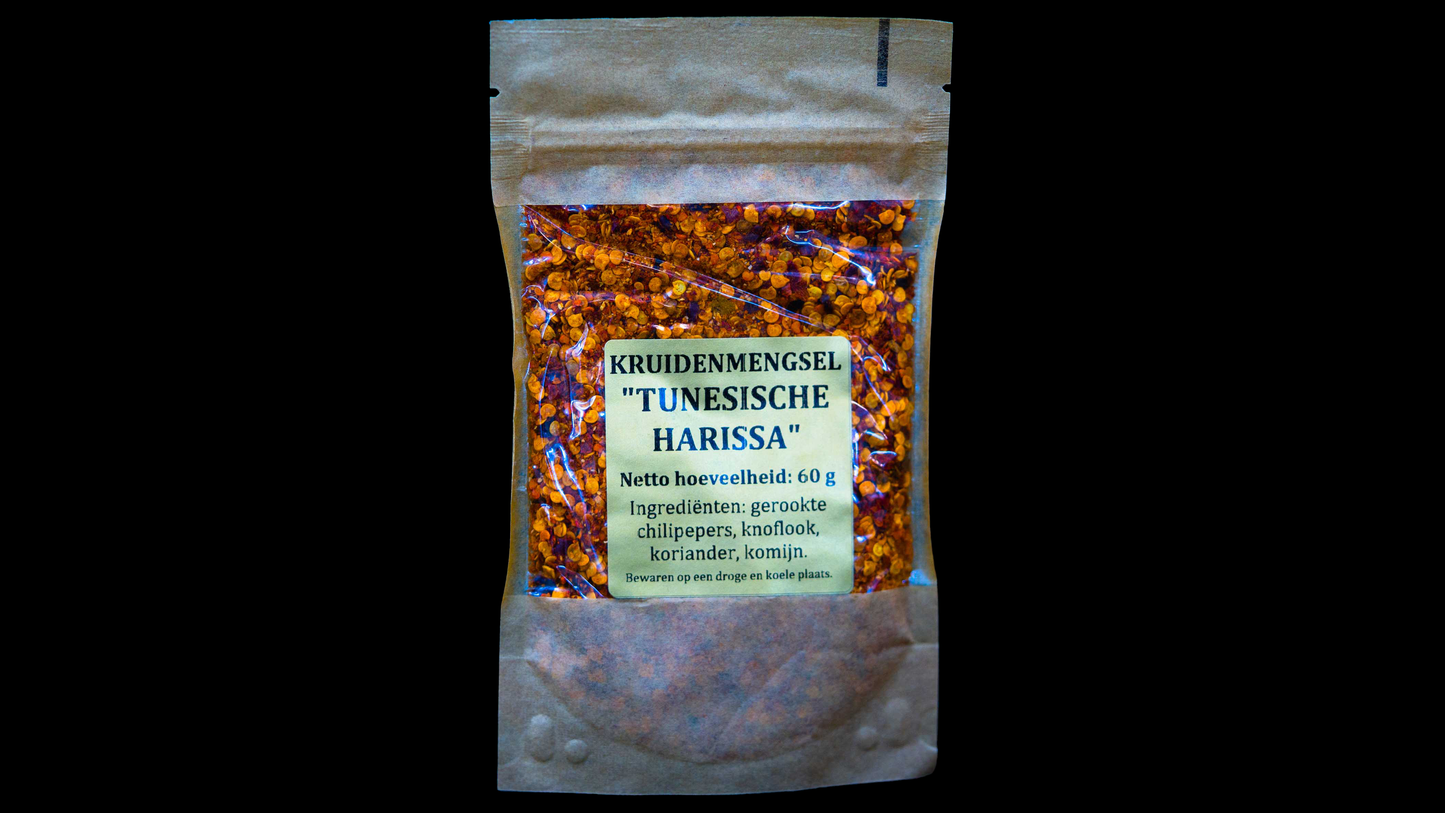 KRUIDENMENGSEL
"TUNESISCHE
HARISSA"
Netto hoeveelheid: 60 g
Ingrediënten: gerookte
chilipepers, knoflook,
koriander, komijn.
Bewaren op een droge en koele plaats.